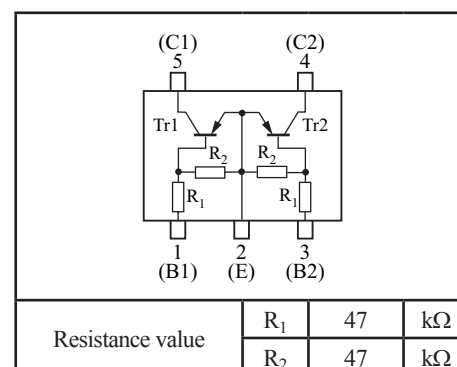 (C1) (C2)
5 4
Tr1 Tr2
R2 R2
R1 R1
1 2 3
(B1) (E) (B2)
Resistance value R1 47 kΩ
R2 47 kΩ